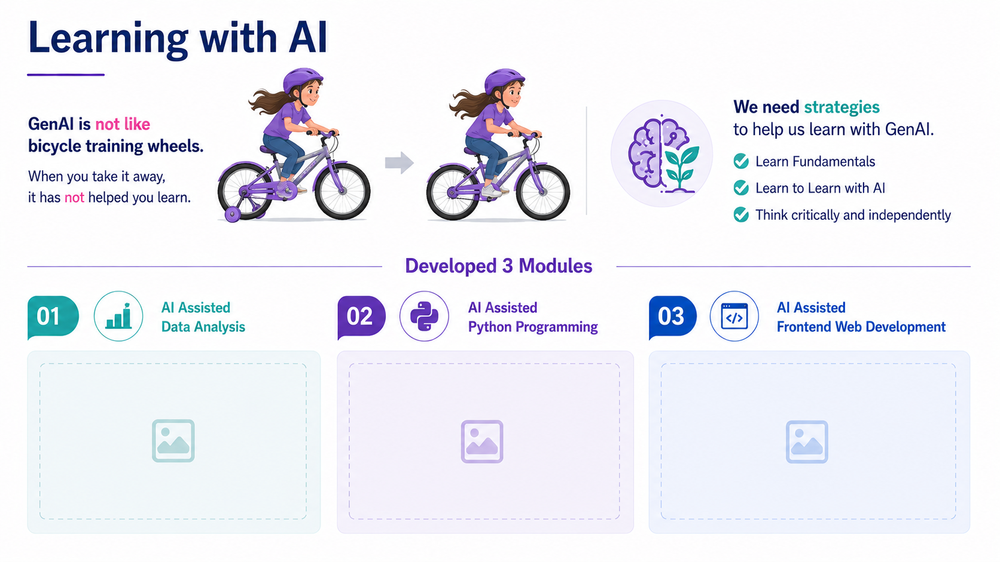 Learning with AI
GenAI is not like
bicycle training wheels.
When you take it away,
it has not helped you learn.
We need strategies
to help us learn with GenAI.
Learn Fundamentals
Learn to Learn with AI
Think critically and independently
Developed 3 Modules
01
AI Assisted
Data Analysis
02
AI Assisted
Python Programming
03
</>
AI Assisted
Frontend Web Development